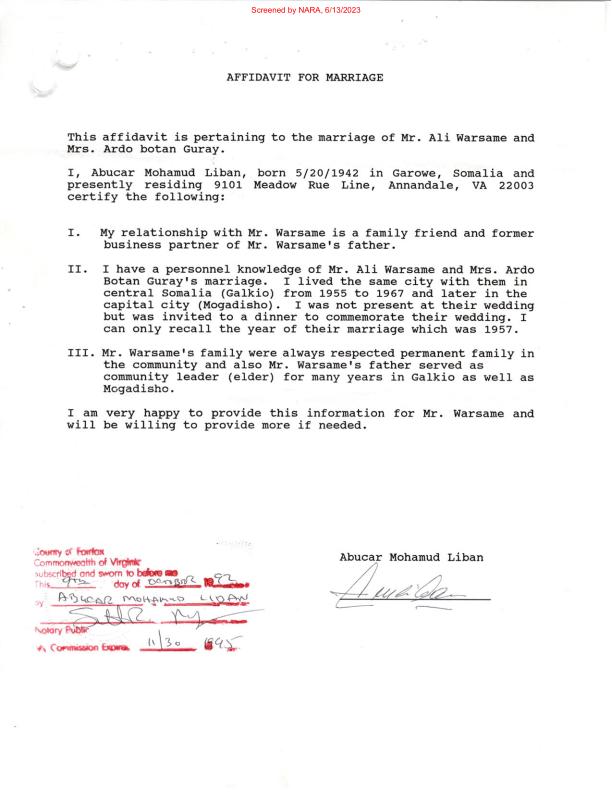 Screened by NARA, 6/13/2023
AFFIDAVIT FOR MARRIAGE
This affidavit is pertaining to the marriage of Mr. Ali Warsame and
Mrs. Ardo botan Guray.
I, Abucar Mohamud Liban, born 5/20/1942 in Garowe, Somalia and
presently residing 9101 Meadow Rue Line, Annandale, VA 22003
certify the following:
I. My relationship with Mr. Warsame is a family friend and former
business partner of Mr. Warsame's father.
II. I have a personnel knowledge of Mr. Ali Warsame and Mrs. Ardo
Botan Guray's marriage. I lived the same city with them in
central Somalia (Galkio) from 1955 to 1967 and later in the
capital city (Mogadisho). I was not present at their wedding
but was invited to a dinner to commemorate their wedding. I
can only recall the year of their marriage which was 1957.
III. Mr. Warsame's family were always respected permanent family in
the community and also Mr. Warsame's father served as
community leader (elder) for many years in Galkio as well as
Mogadisho.
I am very happy to provide this information for Mr. Warsame and
will be willing to provide more if needed.
County of Fairfax
Commonwealth of Virginia
subscribed and sworn to before me
This day of 1992
by ABUCAR MOHAMUD LIBAN
Notary Public
My Commission Expires 11/30 1995
Abucar Mohamud Liban